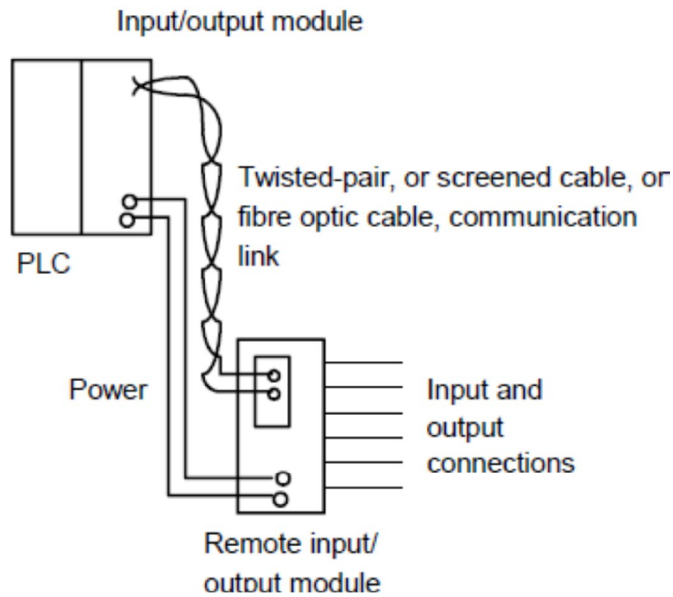 Input/output module
Twisted-pair, or screened cable, or
fibre optic cable, communication
link
PLC
Power
Input and
output
connections
Remote input/
output module